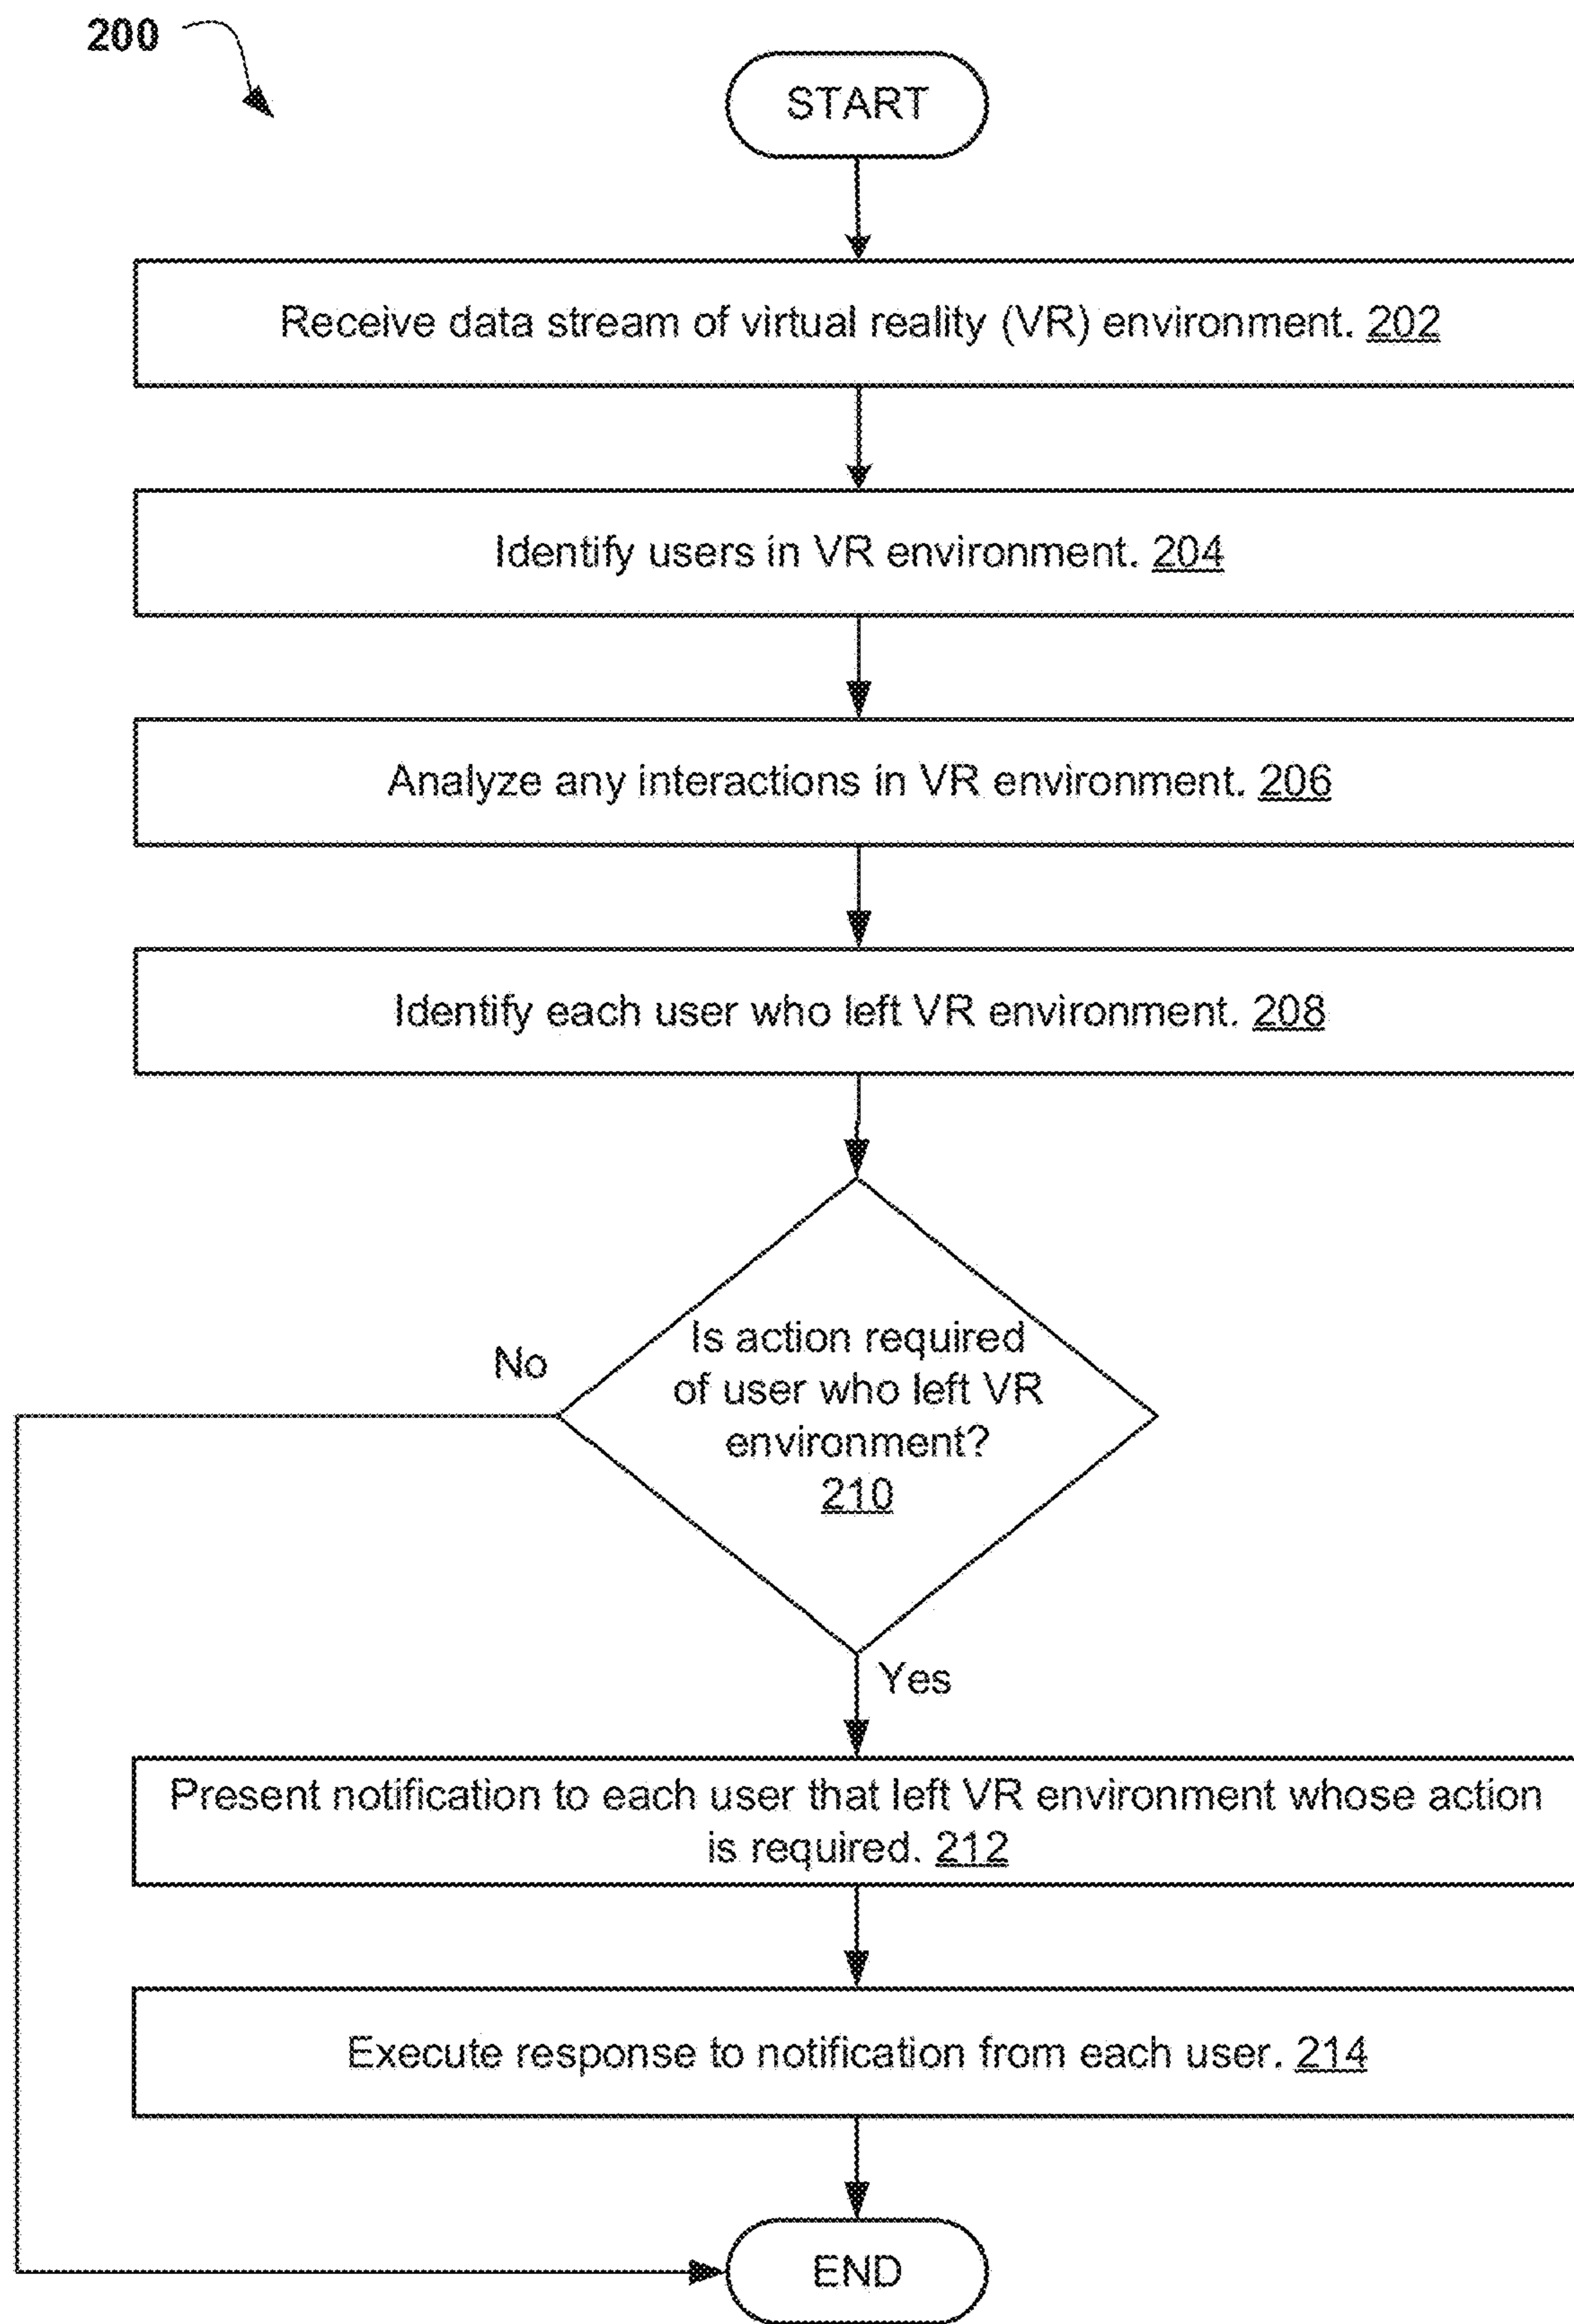 200
START
Receive data stream of virtual reality (VR) environment. 202
Identify users in VR environment. 204
Analyze any interactions in VR environment. 206
Identify each user who left VR environment. 208
Is action required
of user who left VR
environment?
210
No
Yes
Present notification to each user that left VR environment whose action
is required. 212
Execute response to notification from each user. 214
END